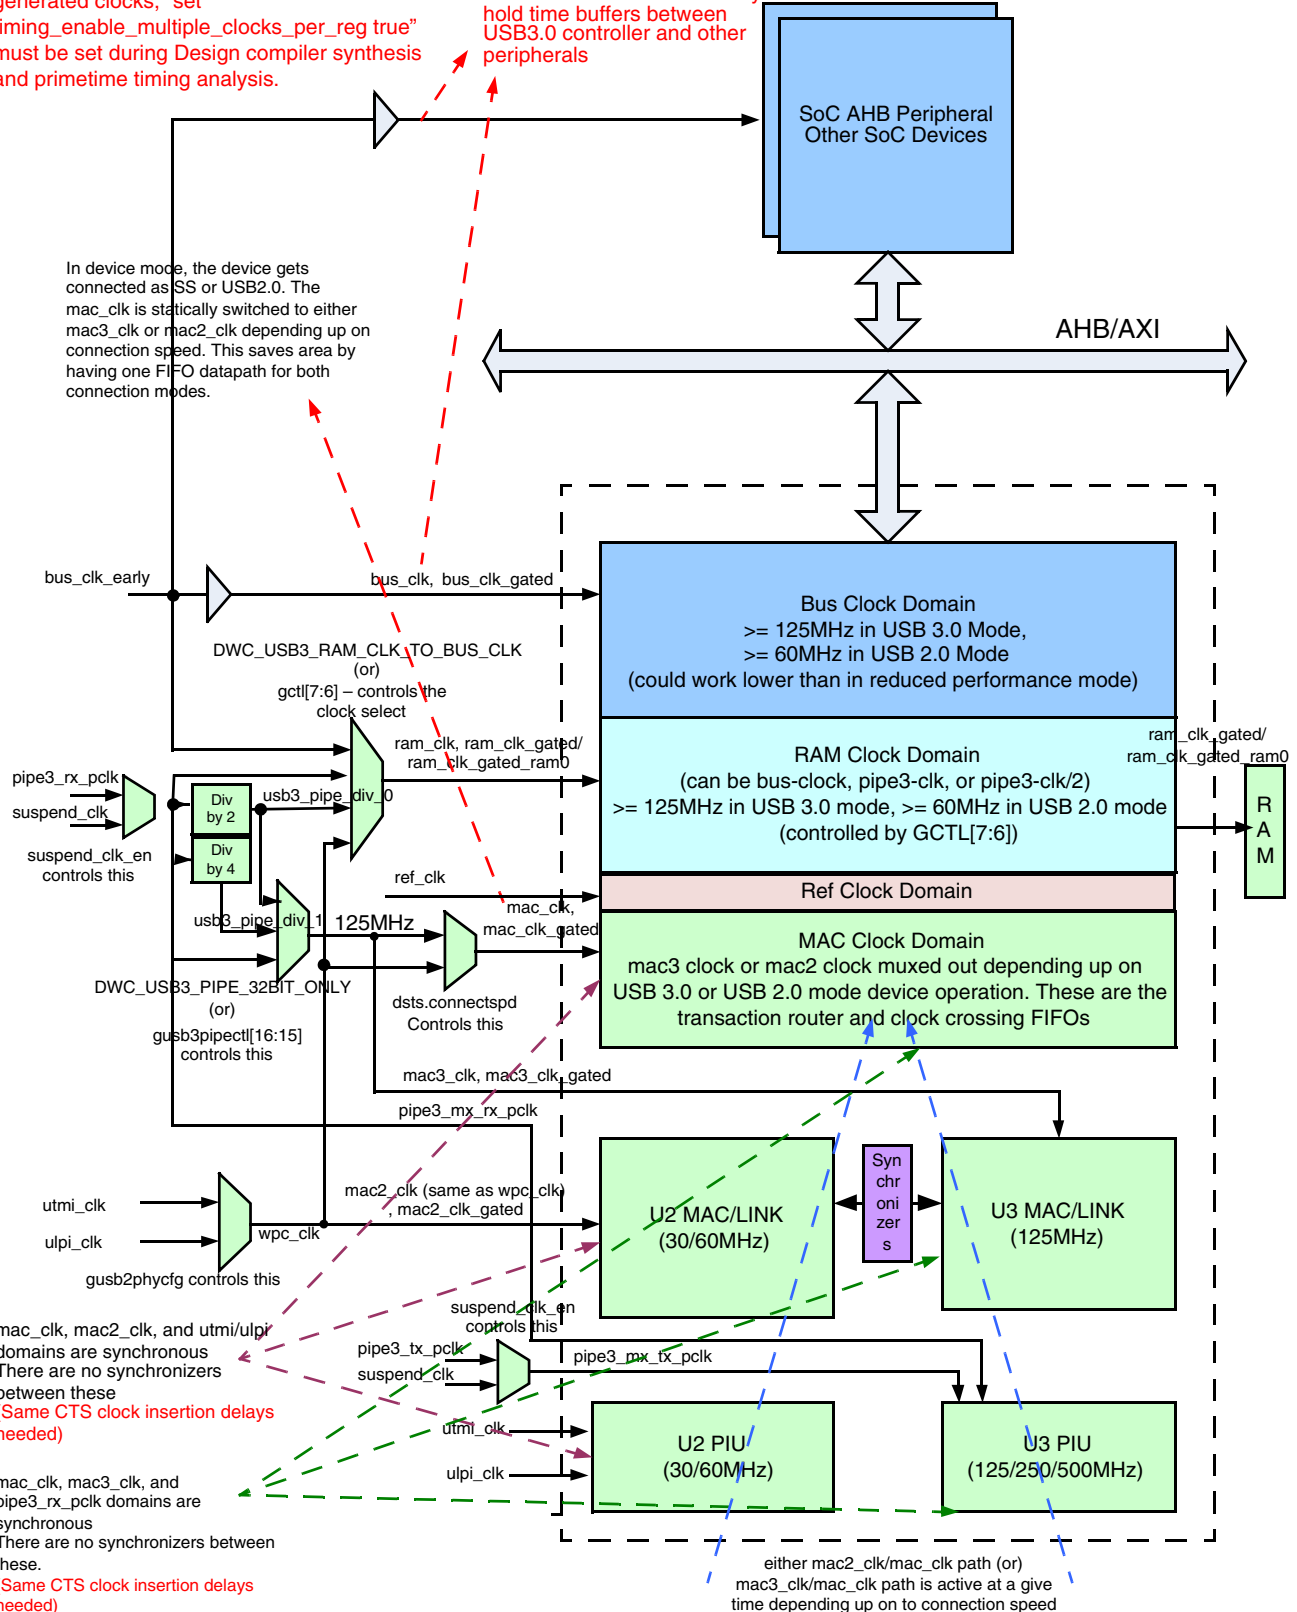 generated clocks, "set
timing_enable_multiple_clocks_per_reg true"
must be set during Design compiler synthesis
and primetime timing analysis.
hold time buffers between
USB3.0 controller and other
peripherals
SoC AHB Peripheral
Other SoC Devices
In device mode, the device gets
connected as SS or USB2.0. The
mac_clk is statically switched to either
mac3_clk or mac2_clk depending up on
connection speed. This saves area by
having one FIFO datapath for both
connection modes.
AHB/AXI
bus_clk_early
bus_clk, bus_clk_gated
Bus Clock Domain
>= 125MHz in USB 3.0 Mode,
>= 60MHz in USB 2.0 Mode
(could work lower than in reduced performance mode)
DWC_USB3_RAM_CLK_TO_BUS_CLK
(or)
gctl[7:6] – controls the
clock select
ram_clk, ram_clk_gated/
ram_clk_gated_ram0
RAM Clock Domain
(can be bus-clock, pipe3-clk, or pipe3-clk/2)
>= 125MHz in USB 3.0 mode, >= 60MHz in USB 2.0 mode
(controlled by GCTL[7:6])
ram_clk_gated/
ram_clk_gated_ram0
R
A
M
pipe3_rx_pclk
suspend_clk
suspend_clk_en
controls this
Div
by 2
Div
by 4
usb3_pipe_div_0
usb3_pipe_div_1
125MHz
ref_clk
Ref Clock Domain
mac_clk,
mac_clk_gated
MAC Clock Domain
mac3 clock or mac2 clock muxed out depending up on
USB 3.0 or USB 2.0 mode device operation. These are the
transaction router and clock crossing FIFOs
DWC_USB3_PIPE_32BIT_ONLY
(or)
gusb3pipectl[16:15]
controls this
dsts.connectspd
Controls this
mac3_clk, mac3_clk_gated
pipe3_mx_rx_pclk
utmi_clk
ulpi_clk
wpc_clk
gusb2phycfg controls this
mac2_clk (same as wpc_clk)
, mac2_clk_gated
U2 MAC/LINK
(30/60MHz)
Syn
chr
oni
zer
s
U3 MAC/LINK
(125MHz)
suspend_clk_en
controls this
pipe3_tx_pclk
suspend_clk
pipe3_mx_tx_pclk
utmi_clk
ulpi_clk
U2 PIU
(30/60MHz)
U3 PIU
(125/250/500MHz)
mac_clk, mac2_clk, and utmi/ulpi
domains are synchronous
There are no synchronizers
between these
(Same CTS clock insertion delays
needed)
mac_clk, mac3_clk, and
pipe3_rx_pclk domains are
synchronous
There are no synchronizers between
these.
(Same CTS clock insertion delays
needed)
either mac2_clk/mac_clk path (or)
mac3_clk/mac_clk path is active at a give
time depending up on to connection speed